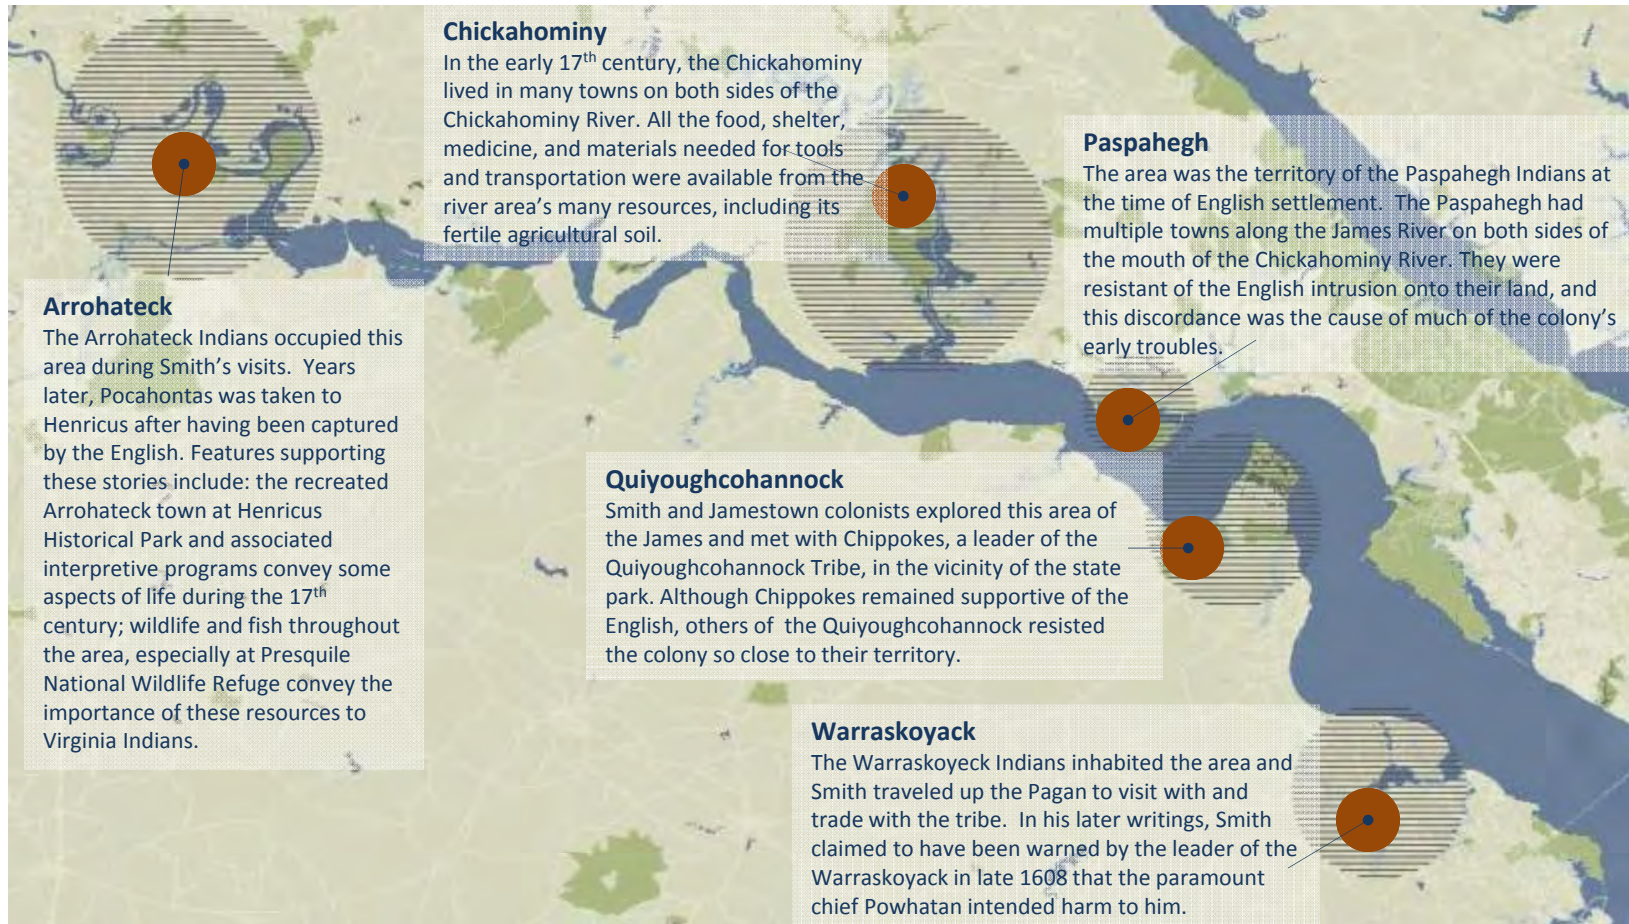 Chickahominy
In the early 17th century, the Chickahominy
lived in many towns on both sides of the
Chickahominy River. All the food, shelter,
medicine, and materials needed for tools
and transportation were available from the
river area's many resources, including its
fertile agricultural soil.
Paspahegh
The area was the territory of the Paspahegh Indians at
the time of English settlement. The Paspahegh had
multiple towns along the James River on both sides of
the mouth of the Chickahominy River. They were
resistant of the English intrusion onto their land, and
this discordance was the cause of much of the colony's
early troubles.
Arrohateck
The Arrohateck Indians occupied this
area during Smith's visits. Years
later, Pocahontas was taken to
Henricus after having been captured
by the English. Features supporting
these stories include: the recreated
Arrohateck town at Henricus
Historical Park and associated
interpretive programs convey some
aspects of life during the 17th
century; wildlife and fish throughout
the area, especially at Presquile
National Wildlife Refuge convey the
importance of these resources to
Virginia Indians.
Quiyoughcohannock
Smith and Jamestown colonists explored this area of
the James and met with Chippokes, a leader of the
Quiyoughcohannock Tribe, in the vicinity of the state
park. Although Chippokes remained supportive of the
English, others of the Quiyoughcohannock resisted
the colony so close to their territory.
Warraskoyack
The Warraskoyeck Indians inhabited the area and
Smith traveled up the Pagan to visit with and
trade with the tribe. In his later writings, Smith
claimed to have been warned by the leader of the
Warraskoyack in late 1608 that the paramount
chief Powhatan intended harm to him.